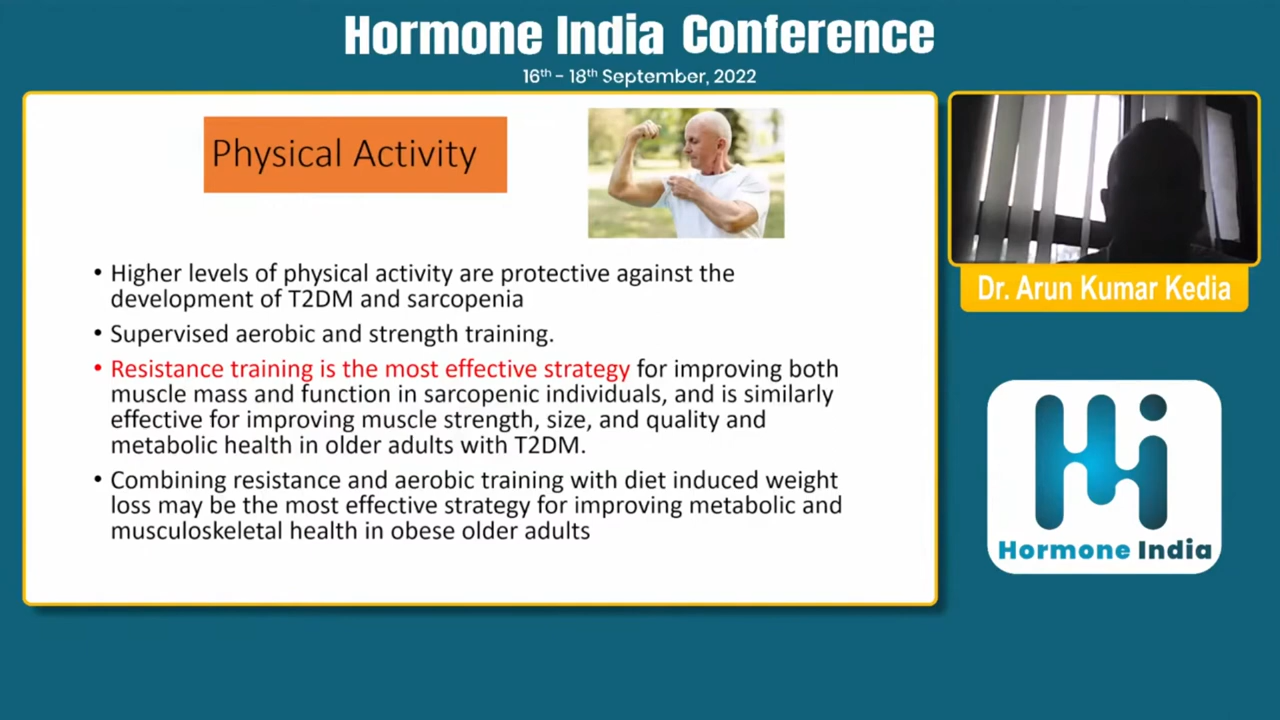 Hormone India Conference
16th - 18th September, 2022
Physical Activity
• Higher levels of physical activity are protective against the
development of T2DM and sarcopenia
• Supervised aerobic and strength training.
• Resistance training is the most effective strategy for improving both
muscle mass and function in sarcopenic individuals, and is similarly
effective for improving muscle strength, size, and quality and
metabolic health in older adults with T2DM.
• Combining resistance and aerobic training with diet induced weight
loss may be the most effective strategy for improving metabolic and
musculoskeletal health in obese older adults
Dr. Arun Kumar Kedia
Hi
Hormone India